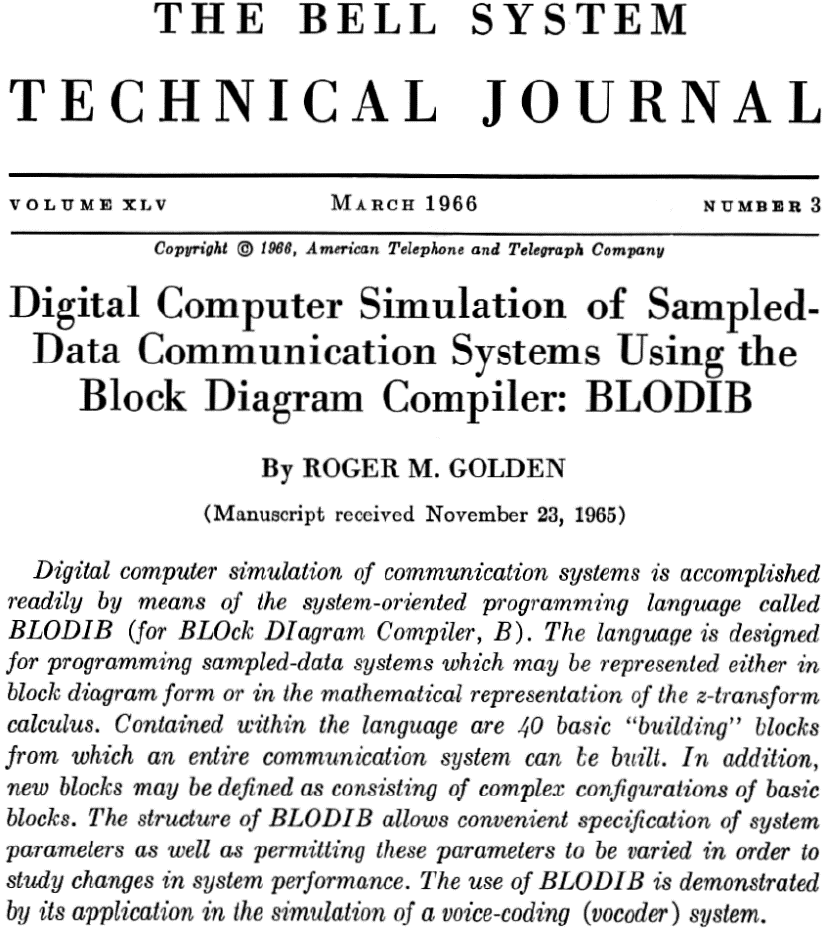 THE BELL SYSTEM
TECHNICAL JOURNAL
VOLUME XLV MARCH 1966 NUMBER 3
Copyright © 1966, American Telephone and Telegraph Company
Digital Computer Simulation of Sampled-
Data Communication Systems Using the
Block Diagram Compiler: BLODIB
By ROGER M. GOLDEN
(Manuscript received November 23, 1965)
Digital computer simulation of communication systems is accomplished
readily by means of the system-oriented programming language called
BLODIB (for BLOck DIagram Compiler, B). The language is designed
for programming sampled-data systems which may be represented either in
block diagram form or in the mathematical representation of the z-transform
calculus. Contained within the language are 40 basic “building” blocks
from which an entire communication system can be built. In addition,
new blocks may be defined as consisting of complex configurations of basic
blocks. The structure of BLODIB allows convenient specification of system
parameters as well as permitting these parameters to be varied in order to
study changes in system performance. The use of BLODIB is demonstrated
by its application in the simulation of a voice-coding (vocoder) system.